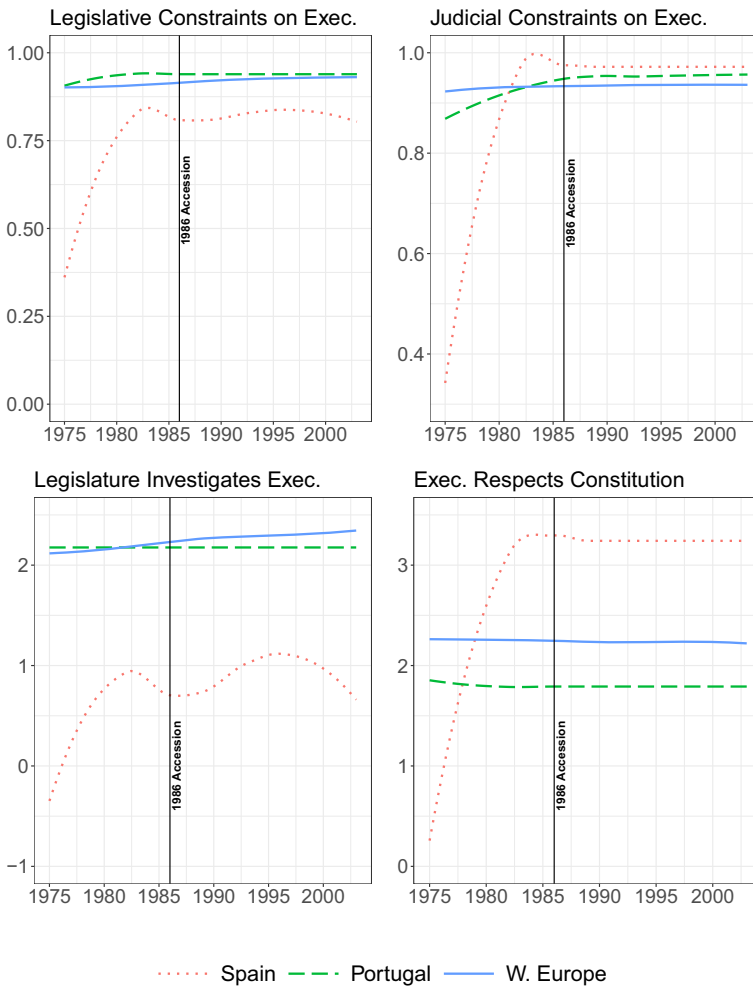 Legislative Constraints on Exec.
1.00
0.75
0.50
0.25
0.00
1986 Accession
1975 1980 1985 1990 1995 2000
Judicial Constraints on Exec.
1.0
0.8
0.6
0.4
1986 Accession
1975 1980 1985 1990 1995 2000
Legislature Investigates Exec.
2
1
0
−1
1986 Accession
1975 1980 1985 1990 1995 2000
Exec. Respects Constitution
3
2
1
0
1986 Accession
1975 1980 1985 1990 1995 2000
Spain Portugal W. Europe